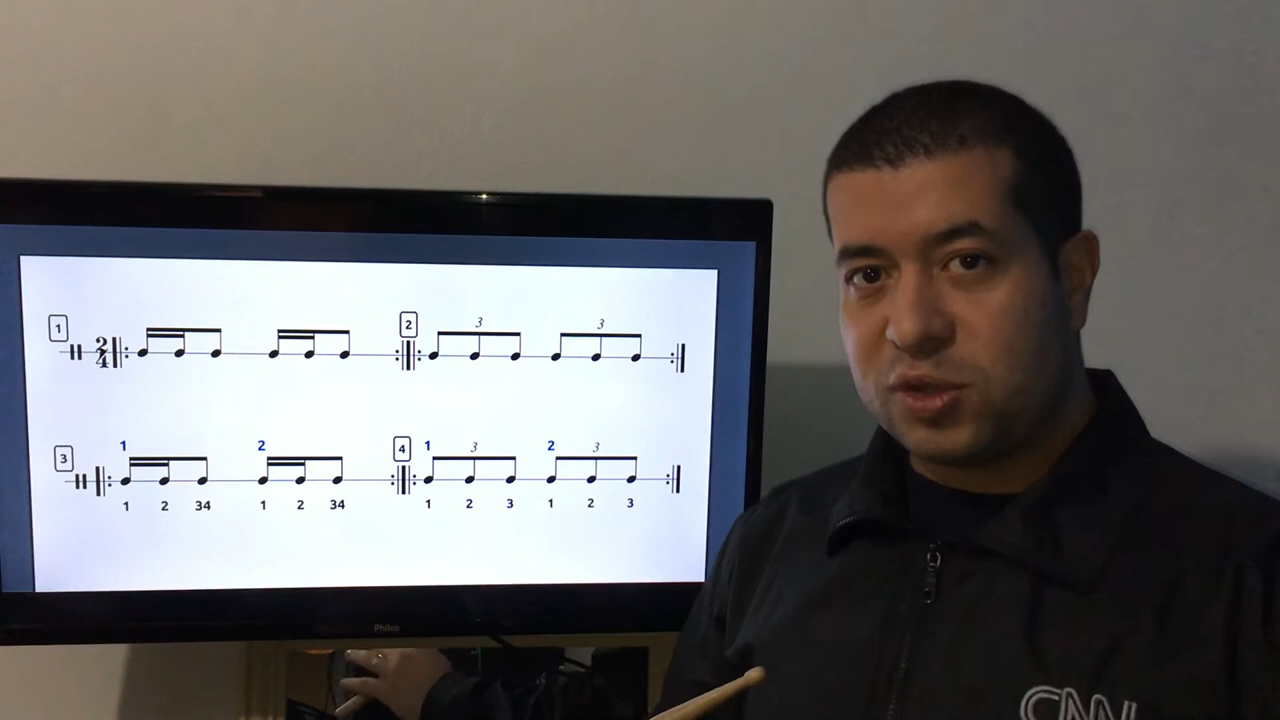 1 2/4 2 3 3
1 2 1 3 2 3
3 4
1 2 34 1 2 34 1 2 3 1 2 3
Philco
CNN